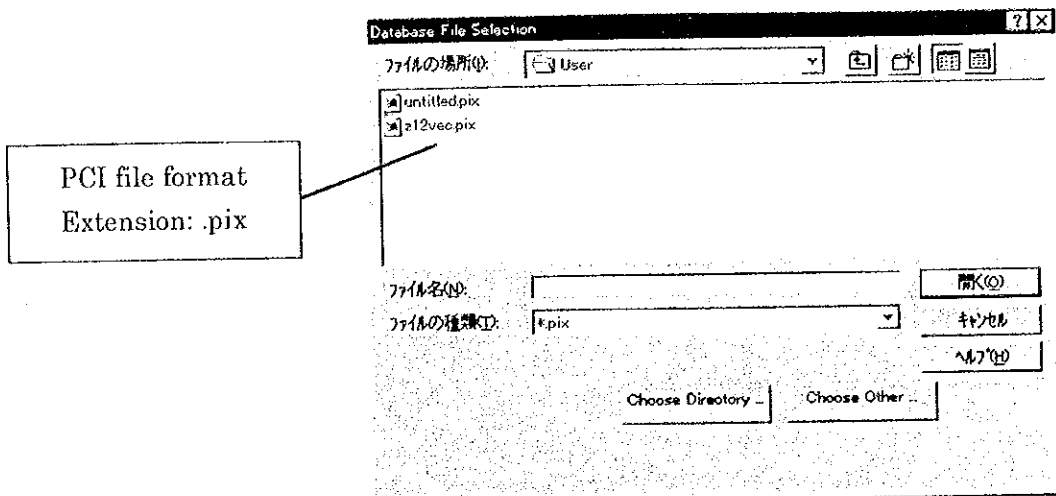 Database File Selection
ファイルの場所(I):
User
untitled.pix
z12vec.pix
PCI file format
Extension: .pix
ファイル名(N):
開く(O)
ファイルの種類(T):
*.pix
キャンセル
ヘルプ(H)
Choose Directory ..
Choose Other ..